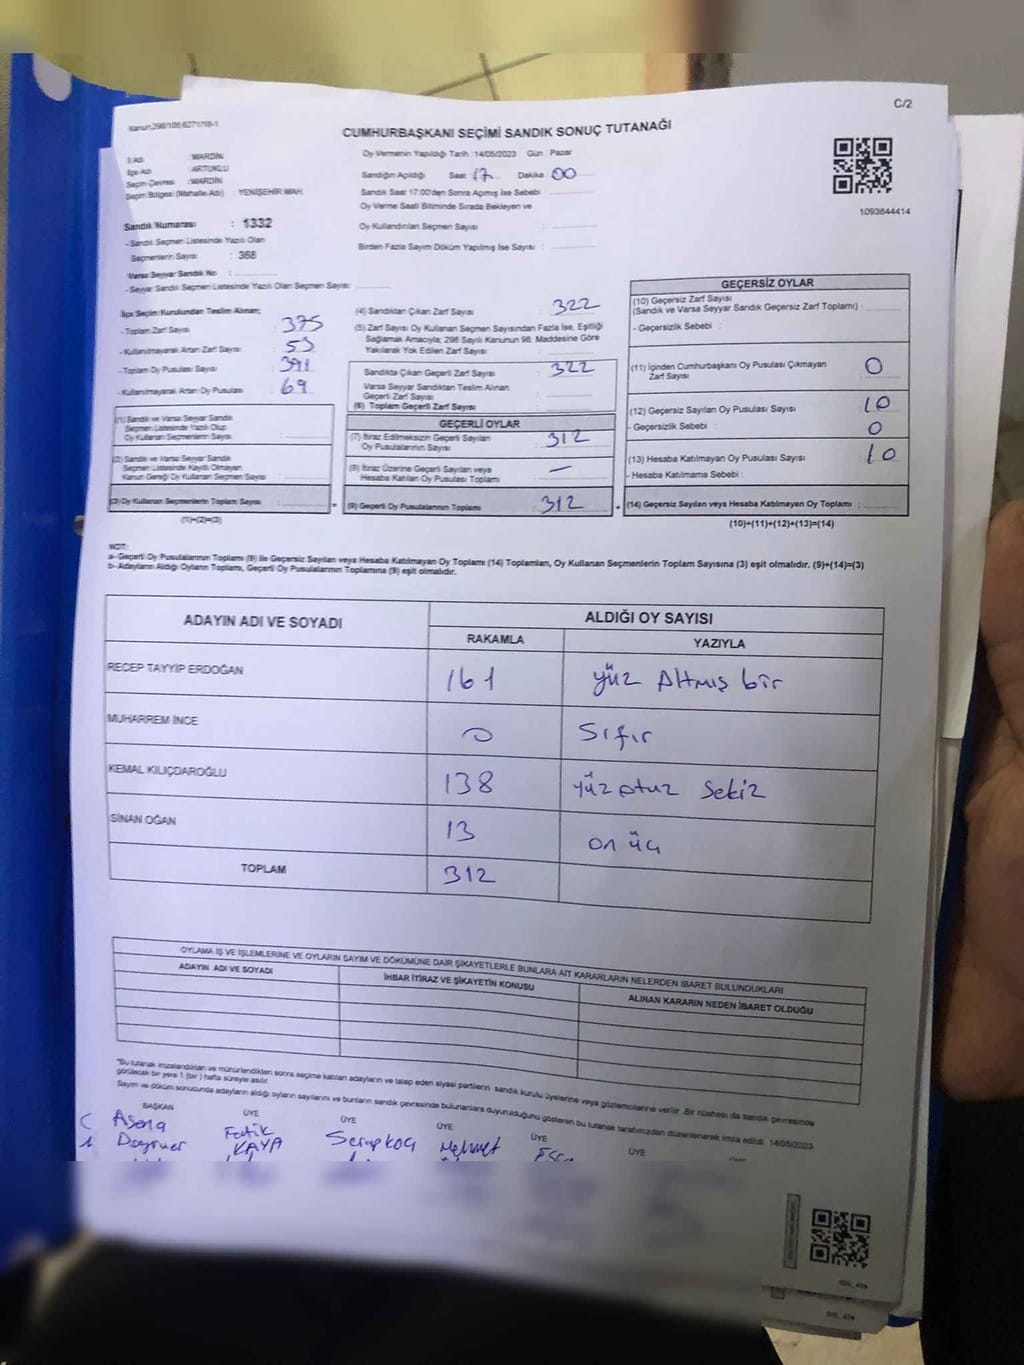 C/2
CUMHURBAŞKANI SEÇİMİ SANDIK SONUÇ TUTANAĞI
1093644414
İli Adı : MARDİN
İlçe Adı : ARTUKLU
Seçim Çevresi : MARDİN
Seçim Bölgesi (Mahalle Adı) : YENİŞEHİR MAH.
Sandık Numarası : 1332
- Sandık Seçmen Listesinde Yazılı Olan
Seçmenlerin Sayısı : 368
Varsa Seyyar Sandık No :
- Seyyar Sandık Seçmen Listesinde Yazılı Olan Seçmen Sayısı:
Oy Vermenin Yapıldığı Tarih :14/05/2023 Gün : Pazar
Sandığın Açıldığı Saat 17 Dakika 00
Sandık Saat 17:00'den Sonra Açımış İse Sebebi :
Oy Verme Saati Bitiminde Sırada Bekleyen ve
Oy Kullandırılan Seçmen Sayısı :
Birden Fazla Sayım Döküm Yapılmış İse Sayısı :
İlçe Seçim Kurulundan Teslim Alınan;
- Toplam Zarf Sayısı : 375
- Kullanılmayarak Artan Zarf Sayısı : 53
- Toplam Oy Pusulası Sayısı : 391
- Kullanılmayarak Artan Oy Pusulası : 69
(1) Sandık ve Varsa Seyyar Sandık
Seçmen Listesinde Yazılı Olup
Oy Kullanan Seçmenlerin Sayısı :
(2) Sandık ve Varsa Seyyar Sandık
Seçmen Listesinde Kayıtlı Olmayan
Kanun Gereği Oy Kullanan Seçmen Sayısı :
(3) Oy Kullanan Seçmenlerin Toplam Sayısı :
(1)+(2)=(3)
(4) Sandıktan Çıkan Zarf Sayısı : 322
(5) Zarf Sayısı Oy Kullanan Seçmen Sayısından Fazla İse, Eşitliği
Sağlamak Amacıyla; 298 Sayılı Kanunun 98. Maddesine Göre
Yakılarak Yok Edilen Zarf Sayısı :
Sandıkta Çıkan Geçerli Zarf Sayısı : 322
Varsa Seyyar Sandıktan Teslim Alınan
Geçerli Zarf Sayısı :
(6) Toplam Geçerli Zarf Sayısı :
GEÇERLİ OYLAR
(7) İtiraz Edilmeksizin Geçerli Sayılan
Oy Pusulalarının Sayısı : 312
(8) İtiraz Üzerine Geçerli Sayılan veya
Hesaba Katılan Oy Pusulası Toplamı : –
(9) Geçerli Oy Pusulalarının Toplamı : 312
GEÇERSİZ OYLAR
(10) Geçersiz Zarf Sayısı
(Sandık ve Varsa Seyyar Sandık Geçersiz Zarf Toplamı) :
- Geçersizlik Sebebi :
(11) İçinden Cumhurbaşkanı Oy Pusulası Çıkmayan
Zarf Sayısı : 0
(12) Geçersiz Sayılan Oy Pusulası Sayısı : 10
- Geçersizlik Sebebi : 0
(13) Hesaba Katılmayan Oy Pusulası Sayısı : 10
- Hesaba Katılmama Sebebi :
(14) Geçersiz Sayılan veya Hesaba Katılmayan Oy Toplamı :
(10)+(11)+(12)+(13)=(14)
NOT:
a- Geçerli Oy Pusulalarının Toplamı (9) ile Geçersiz Sayılan veya Hesaba Katılmayan Oy Toplamı (14) Toplamları, Oy Kullanan Seçmenlerin Toplam Sayısına (3) eşit olmalıdır. (9)+(14)=(3)
b- Adayların Aldığı Oyların Toplamı, Geçerli Oy Pusulalarının Toplamına (9) eşit olmalıdır.
ADAYIN ADI VE SOYADI ALDIĞI OY SAYISI
RAKAMLA YAZIYLA
RECEP TAYYİP ERDOĞAN 161 yüz Altmış bir
MUHARREM İNCE 0 Sıfır
KEMAL KILIÇDAROĞLU 138 yüz otuz Sekiz
SİNAN OĞAN 13 on üç
TOPLAM 312
OYLAMA İŞ VE İŞLEMLERİNE VE OYLARIN SAYIM VE DÖKÜMÜNE DAİR ŞİKAYETLERLE BUNLARA AİT KARARLARIN NELERDEN İBARET BULUNDUKLARI
ADAYIN ADI VE SOYADI İHBAR İTİRAZ VE ŞİKAYETİN KONUSU ALINAN KARARIN NEDEN İBARET OLDUĞU
"Bu tutanak imzalandıktan ve mühürlendikten sonra seçime katılan adayların ve talep eden siyasi partilerin sandık kurulu üyelerine veya gözlemcilerine verilir. Bir nüshası da sandık çevresinde
görülecek bir yere 1 (bir) hafta süreyle asılır.
Sayım ve döküm sonucunda adayların aldığı oyların sayılarını ve bunların sandık çevresinde bulunanlara duyurulduğunu gösteren bu tutanak tarafımızdan düzenlenerek imza edildi. 14/05/2023
BAŞKAN ÜYE ÜYE ÜYE ÜYE ÜYE
Fatik Serap koç Mehmet
KAYA